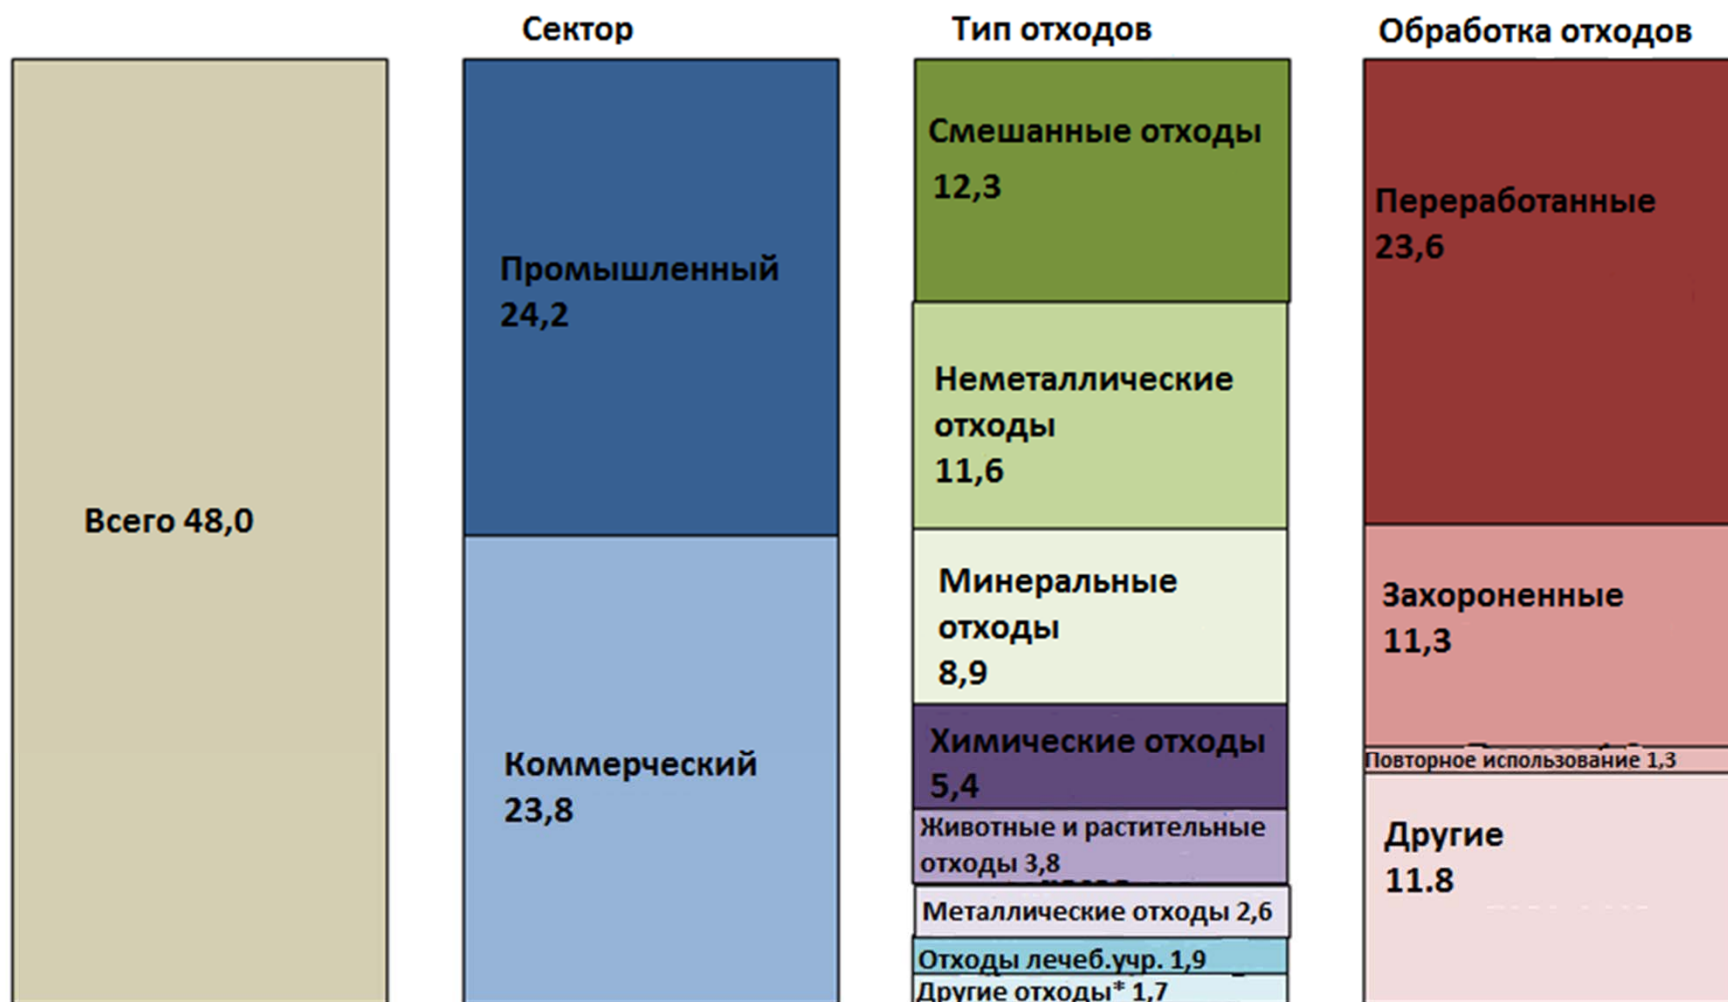 Сектор
Тип отходов
Обработка отходов
Всего 48,0
Промышленный
24,2
Коммерческий
23,8
Смешанные отходы
12,3
Неметаллические
отходы
11,6
Минеральные
отходы
8,9
Химические отходы
5,4
Животные и растительные
отходы 3,8
Металлические отходы 2,6
Отходы лечеб.учр. 1,9
Другие отходы* 1,7
Переработанные
23,6
Захороненные
11,3
Повторное использование 1,3
Другие
11.8